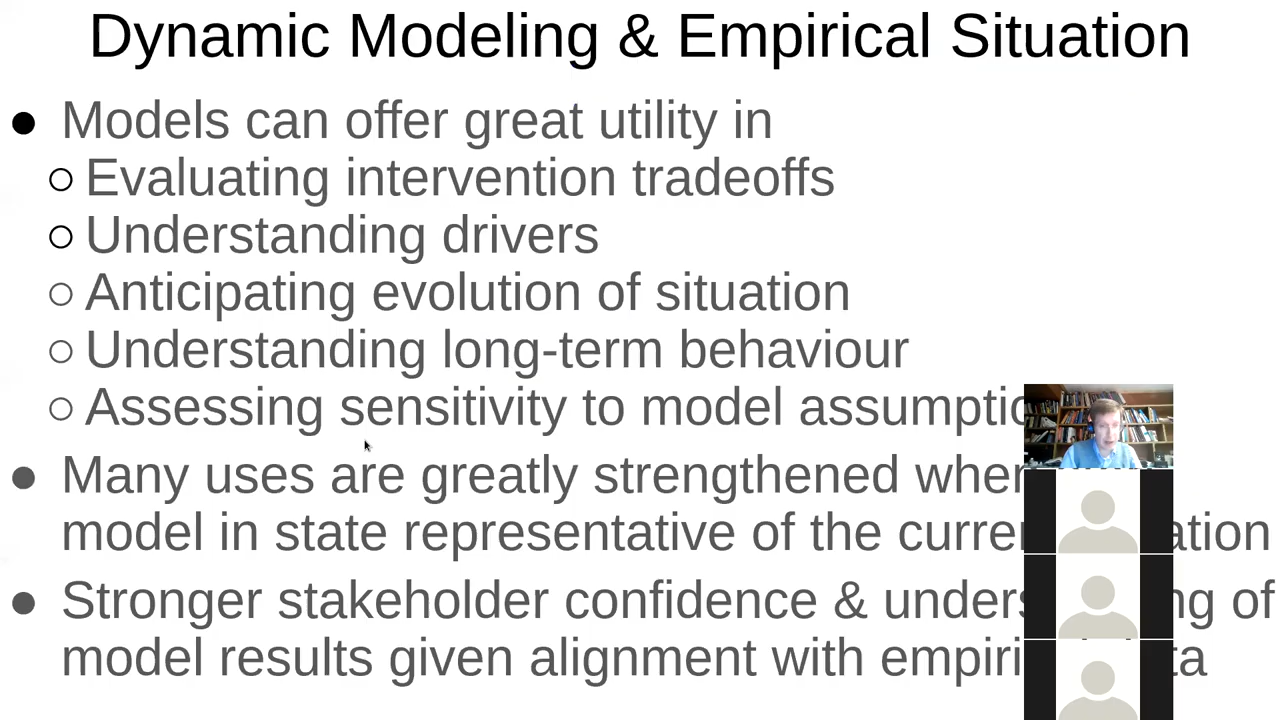 Dynamic Modeling & Empirical Situation
● Models can offer great utility in
○ Evaluating intervention tradeoffs
○ Understanding drivers
○ Anticipating evolution of situation
○ Understanding long-term behaviour
○ Assessing sensitivity to model
● Many uses are greatly strengthened
model in state representative of the
● Stronger stakeholder confidence & of
model results given alignment with